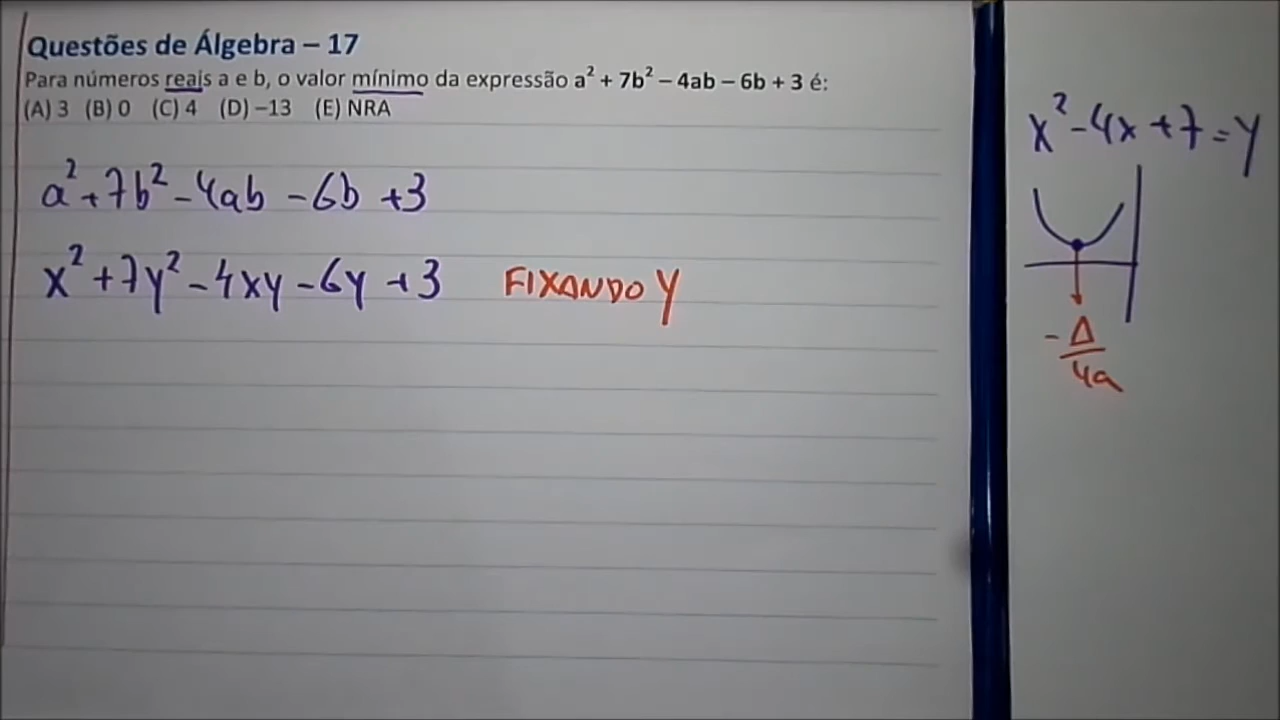 Questões de Álgebra – 17
Para números reais a e b, o valor mínimo da expressão a² + 7b² – 4ab – 6b + 3 é:
(A) 3 (B) 0 (C) 4 (D) –13 (E) NRA
a² + 7b² - 4ab - 6b + 3
x² + 7y² - 4xy - 6y + 3 FIXANDO Y
x² - 4x + 7 = y
- Δ
4a